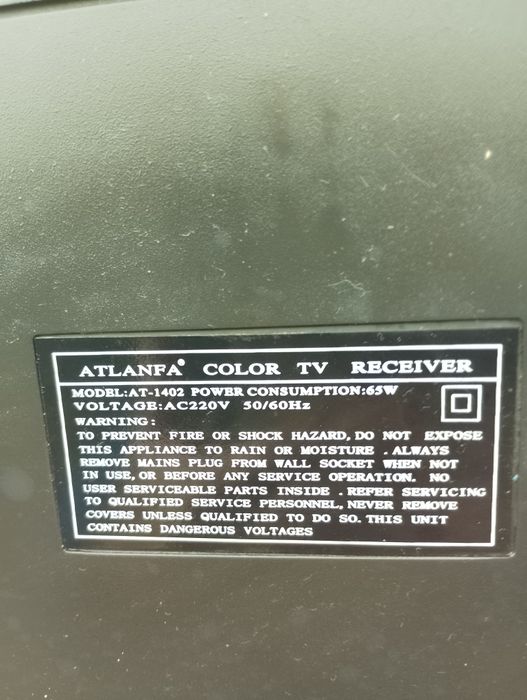 ATLANFA® COLOR TV RECEIVER
MODEL:AT-1402 POWER CONSUMPTION:65W
VOLTAGE:AC220V 50/60Hz
WARNING:
TO PREVENT FIRE OR SHOCK HAZARD, DO NOT EXPOSE
THIS APPLIANCE TO RAIN OR MOISTURE . ALWAYS
REMOVE MAINS PLUG FROM WALL SOCKET WHEN NOT
IN USE, OR BEFORE ANY SERVICE OPERATION. NO
USER SERVICEABLE PARTS INSIDE . REFER SERVICING
TO QUALIFIED SERVICE PERSONNEL, NEVER REMOVE
COVERS UNLESS QUALIFIED TO DO SO. THIS UNIT
CONTAINS DANGEROUS VOLTAGES